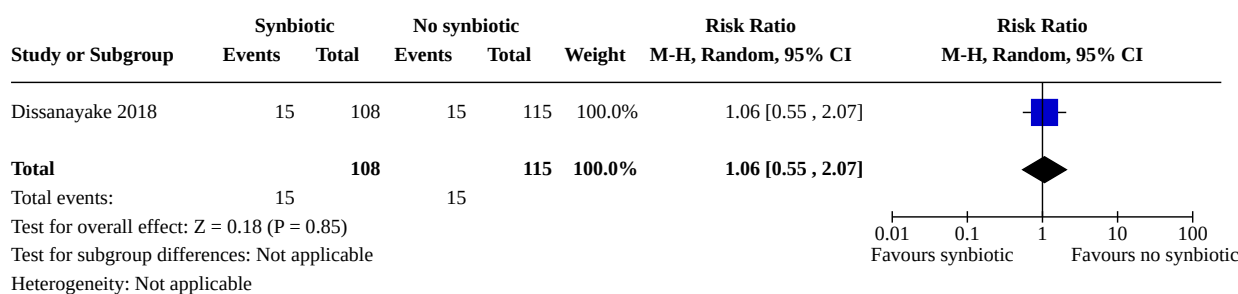 Synbiotic No synbiotic Risk Ratio Risk Ratio
Study or Subgroup Events Total Events Total Weight M-H, Random, 95% CI M-H, Random, 95% CI
Dissanayake 2018 15 108 15 115 100.0% 1.06 [0.55 , 2.07]
Total 108 115 100.0% 1.06 [0.55 , 2.07]
Total events: 15 15
Test for overall effect: Z = 0.18 (P = 0.85)
0.01 0.1 1 10 100
Test for subgroup differences: Not applicable Favours synbiotic Favours no synbiotic
Heterogeneity: Not applicable